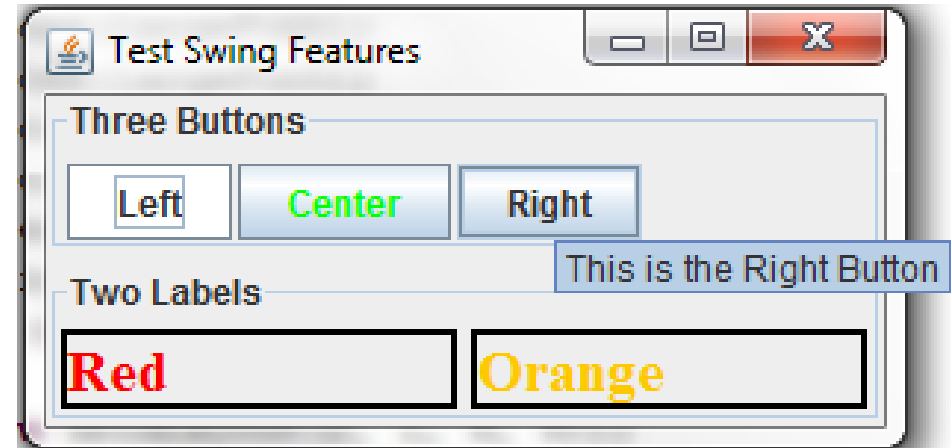 Test Swing Features
Three Buttons
Left Center Right
This is the Right Button
Two Labels
Red Orange